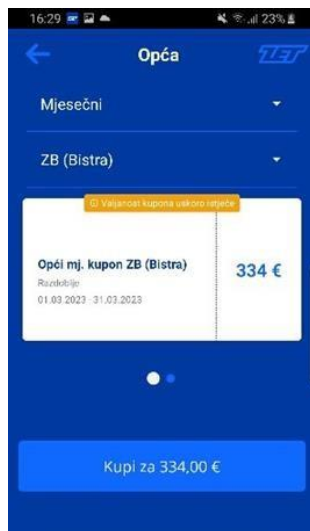 16:29
23%
Opća
ZET
Mjesečni
ZB (Bistra)
Valjanost kupona uskoro istječe
Opći mj. kupon ZB (Bistra)
334 €
Razdoblje
01.03.2023 - 31.03.2023
Kupi za 334,00 €